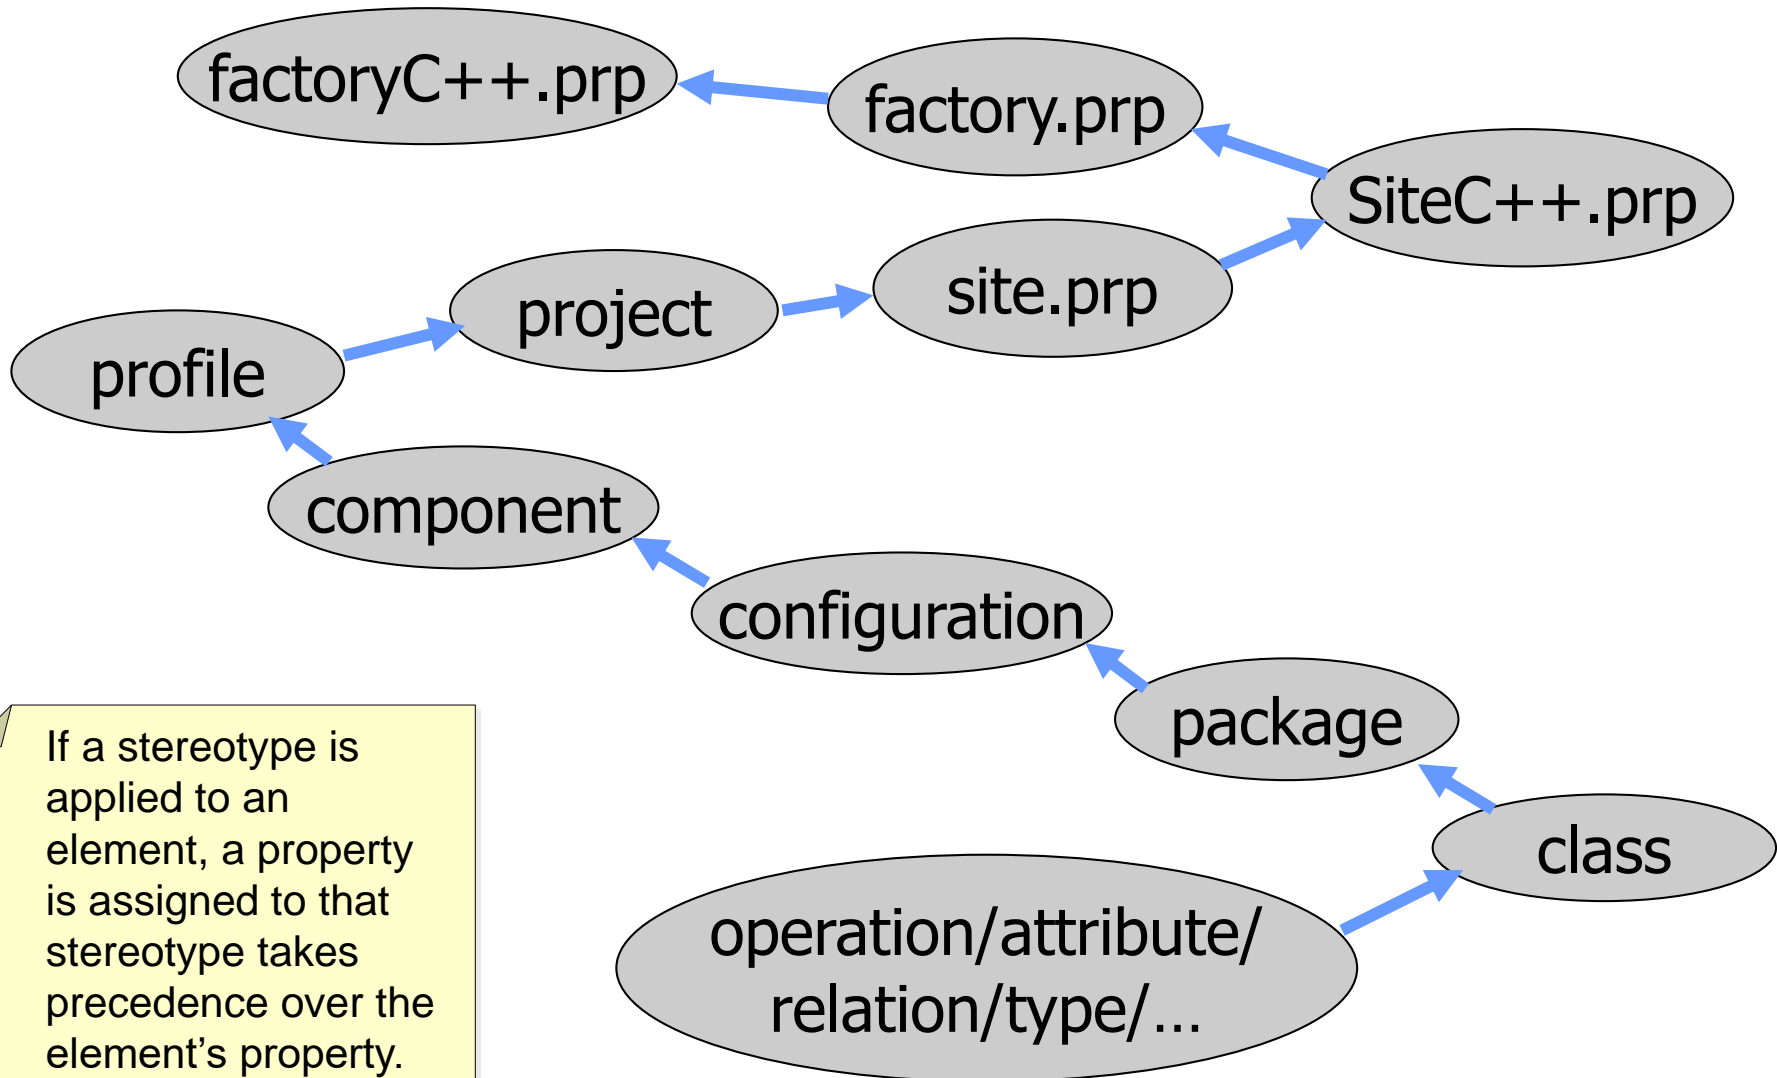 factoryC++.prp
factory.prp
SiteC++.prp
site.prp
project
profile
component
configuration
package
class
operation/attribute/
relation/type/...
If a stereotype is
applied to an
element, a property
is assigned to that
stereotype takes
precedence over the
element’s property.